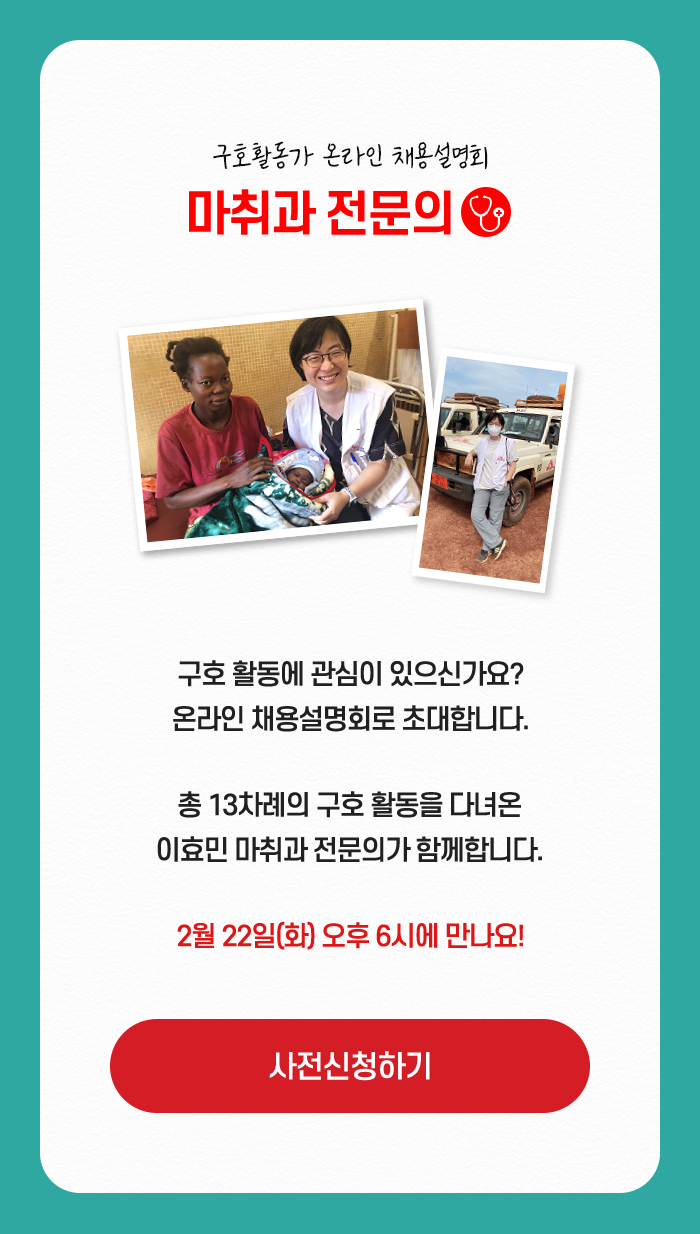 구호활동가 온라인 채용설명회
마취과 전문의
구호 활동에 관심이 있으신가요?
온라인 채용설명회로 초대합니다.
총 13차례의 구호 활동을 다녀온
이효민 마취과 전문의가 함께합니다.
2월 22일(화) 오후 6시에 만나요!
사전신청하기